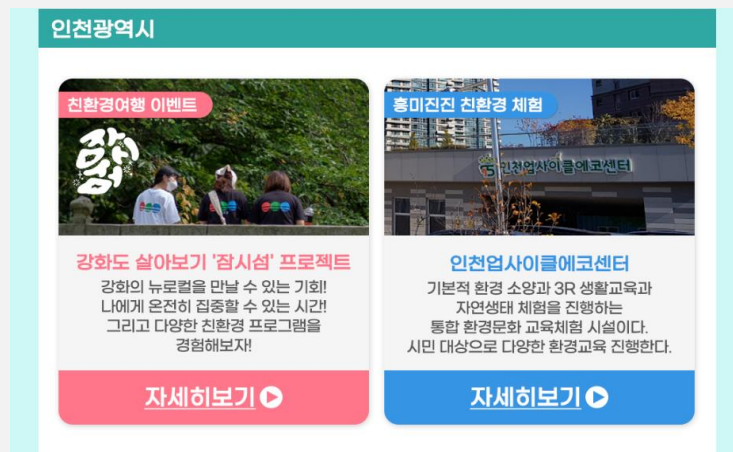 인천광역시
친환경여행 이벤트
잠시섬
강화도 살아보기 '잠시섬' 프로젝트
강화의 뉴로컬을 만날 수 있는 기회!
나에게 온전히 집중할 수 있는 시간!
그리고 다양한 친환경 프로그램을
경험해보자!
자세히보기
흥미진진 친환경 체험
인천업사이클에코센터
인천업사이클에코센터
기본적 환경 소양과 3R 생활교육과
자연생태 체험을 진행하는
통합 환경문화 교육체험 시설이다.
시민 대상으로 다양한 환경교육 진행한다.
자세히보기